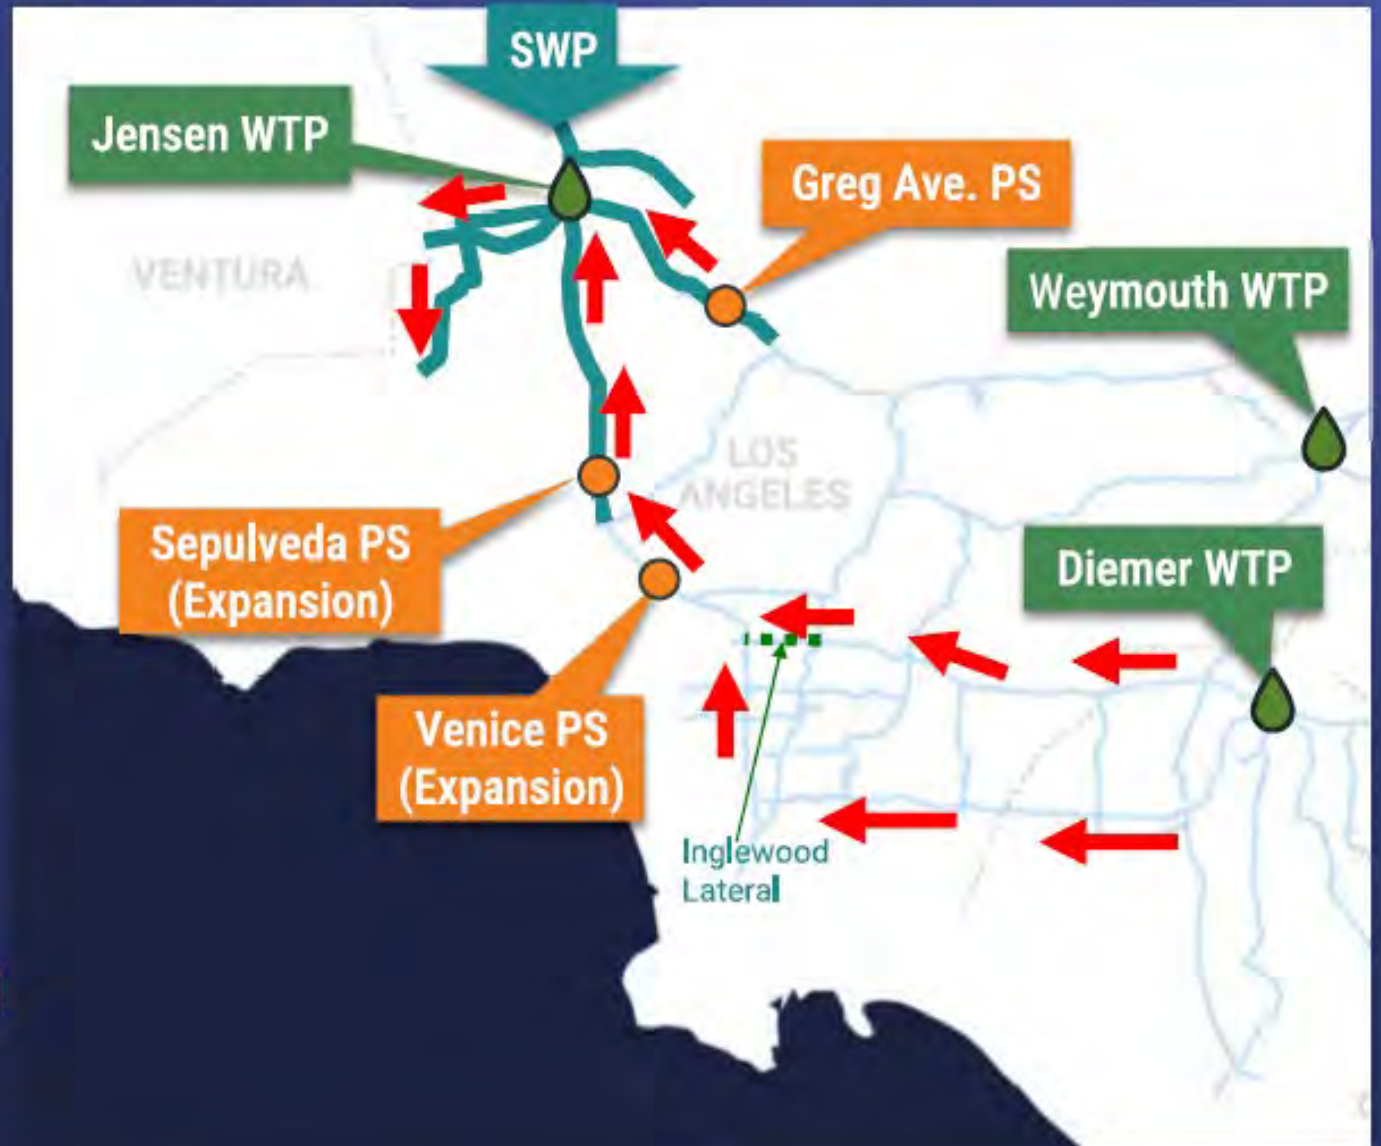 SWP
Jensen WTP
Greg Ave. PS
VENTURA
Weymouth WTP
LOS
ANGELES
Sepulveda PS
(Expansion)
Diemer WTP
Venice PS
(Expansion)
Inglewood
Lateral